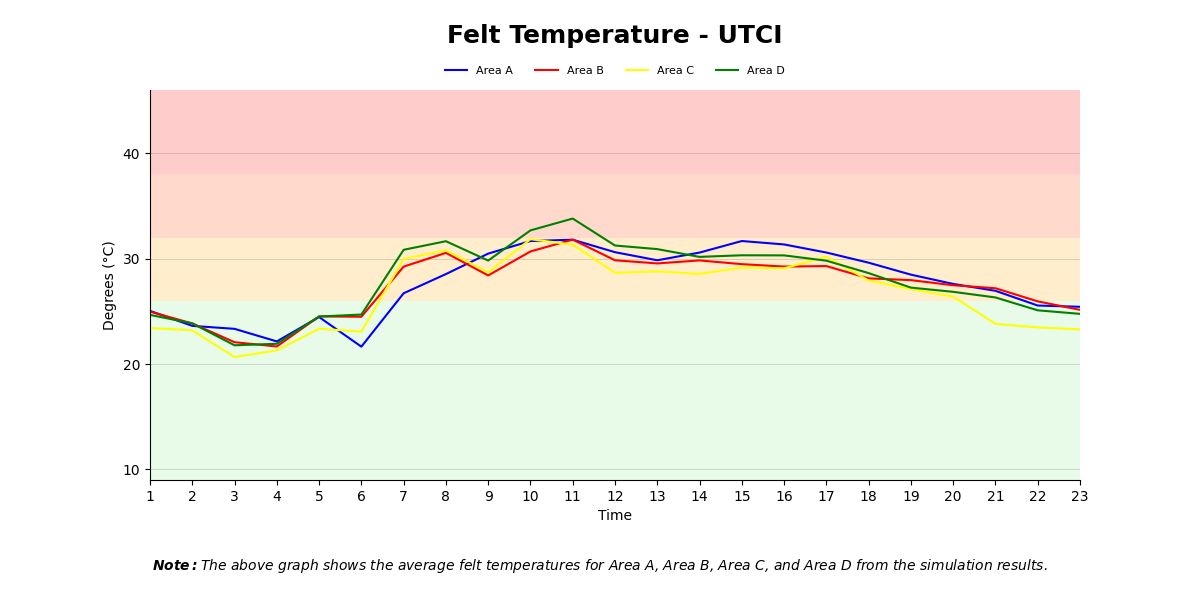 Felt Temperature - UTCI
Area A Area B Area C Area D
Degrees (°C)
40
30
20
10
1 2 3 4 5 6 7 8 9 10 11 12 13 14 15 16 17 18 19 20 21 22 23
Time
Note: The above graph shows the average felt temperatures for Area A, Area B, Area C, and Area D from the simulation results.